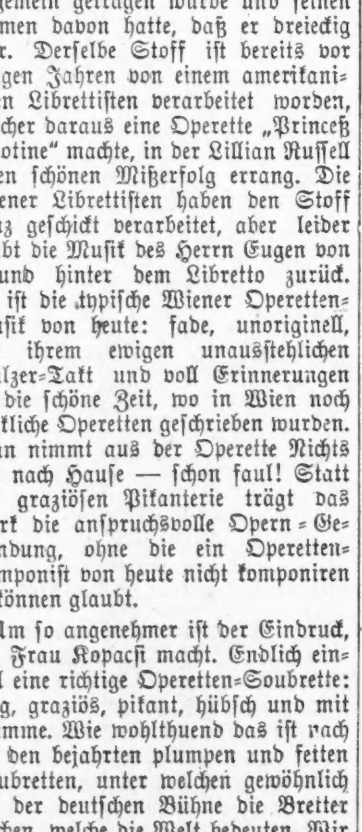 gemein getragen wurde und seinen
men davon hatte, daß er dreieckig
r. Derselbe Stoff ist bereits vor
gen Jahren von einem amerikani-
n Librettisten verarbeitet worden,
cher daraus eine Operette „Princeß
otine“ machte, in der Lillian Russell
en schönen Mißerfolg errang. Die
ener Librettisten haben den Stoff
z geschickt verarbeitet, aber leider
bt die Musik des Herrn Eugen von
und hinter dem Libretto zurück.
ist die typische Wiener Operetten-
sik von heute: fade, unoriginell,
ihrem ewigen unausstehlichen
lzer-Takt und voll Erinnerungen
die schöne Zeit, wo in Wien noch
kliche Operetten geschrieben wurden.
n nimmt aus der Operette Nichts
nach Hause — schon faul! Statt
graziösen Pikanterie trägt das
rk die anspruchsvolle Opern-Ge-
ndung, ohne die ein Operetten-
mponist von heute nicht komponiren
können glaubt.
Um so angenehmer ist der Eindruck,
Frau Kopacsi macht. Endlich ein-
l eine richtige Operetten-Soubrette:
g, graziös, pikant, hübsch und mit
mme. Wie wohlthuend das ist nach
den bejahrten plumpen und fetten
ubretten, unter welchen gewöhnlich
der deutschen Bühne die Bretter
chen, welche die Welt bedeuten. Wir